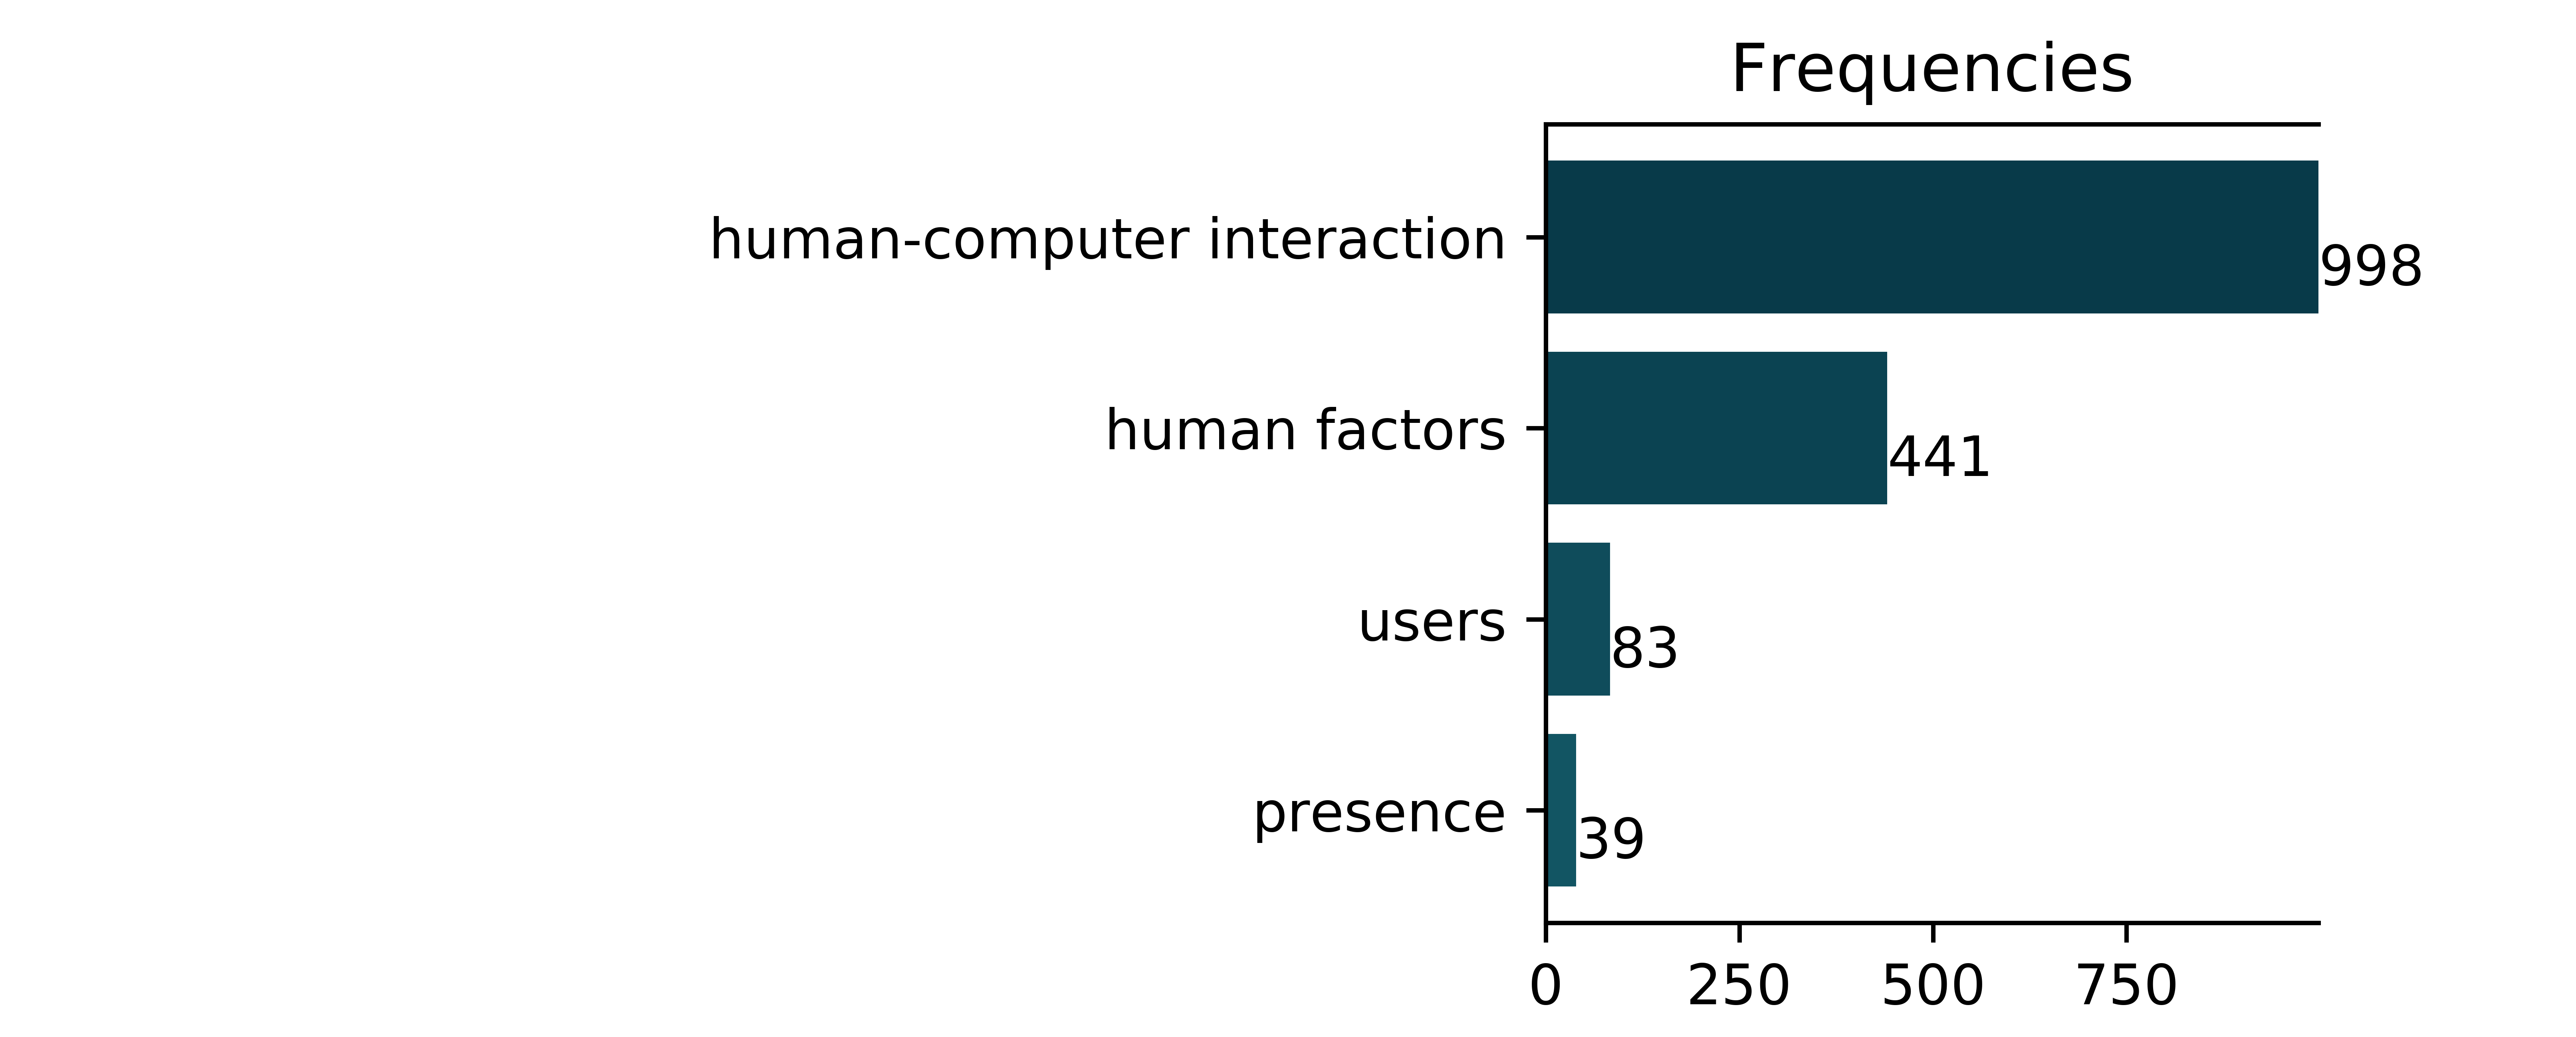 Frequencies
human-computer interaction
998
human factors
441
users
83
presence
39
0 250 500 750